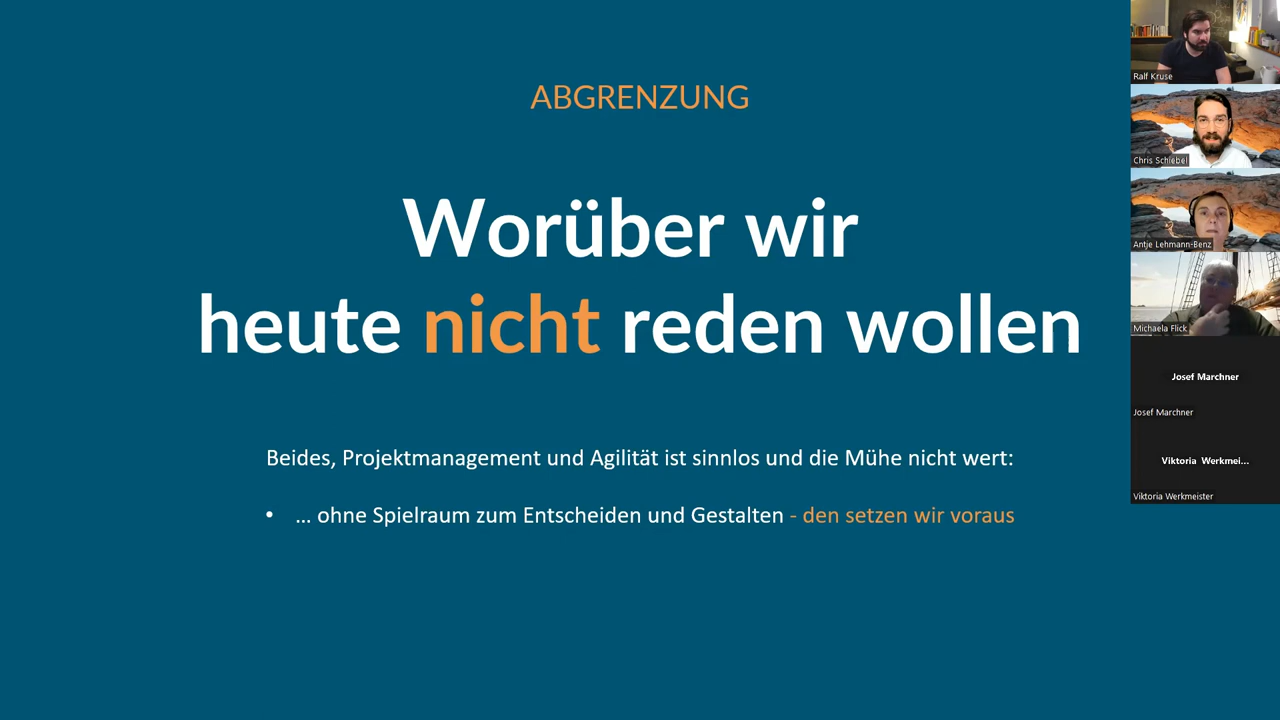 ABGRENZUNG
Worüber wir
heute nicht reden wollen
Beides, Projektmanagement und Agilität ist sinnlos und die Mühe nicht wert:
• ... ohne Spielraum zum Entscheiden und Gestalten - den setzen wir voraus
Ralf Kruse
Chris Schiebel
Antje Lehmann-Benz
Michaela Flick
Josef Marchner
Josef Marchner
Viktoria Werkmei...
Viktoria Werkmeister